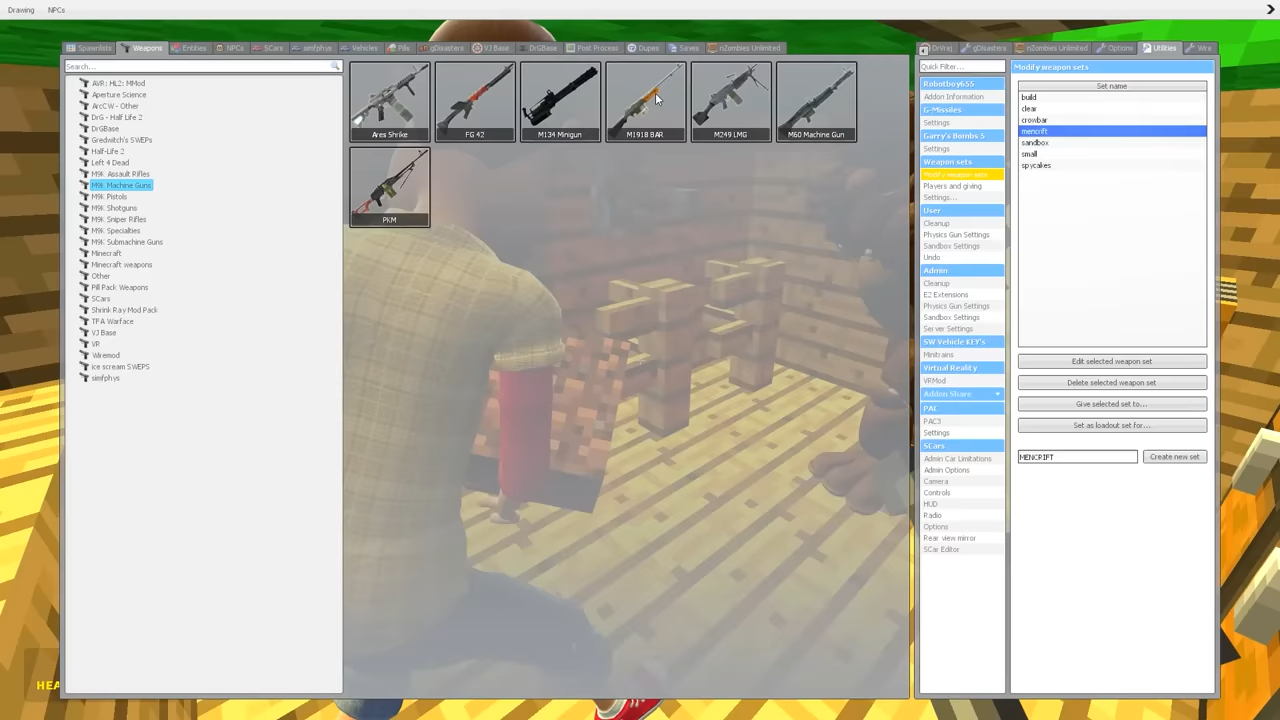 Drawing NPCs
Spawnlists Weapons Entities NPCs SCars simfphys Vehicles Pills gDisasters VJ Base DrGBase Post Process Dupes Saves nZombies Unlimited
DrVrej gDisasters nZombies Unlimited Options Utilities Wire
Search...
AVP: HL2: MMod
Aperture Science
ArcCW - Other
DrG - Half Life 2
DrGBase
Gredwitch's SWEPs
Half-Life 2
Left 4 Dead
M9k Assault Rifles
M9k Machine Guns
M9k Pistols
M9k Shotguns
M9k Sniper Rifles
M9k Specialties
M9k Submachine Guns
Minecraft
Minecraft weapons
Other
Pill Pack Weapons
SCars
Shrink Ray Mod Pack
TFA Warface
VJ Base
VR
Wiremod
ice scream SWEPS
simfphys
Ares Shrike
FG 42
M134 Minigun
M1918 BAR
M249 LMG
M60 Machine Gun
PKM
HEA
Quick Filter...
Robotboy655
Addon Information
G-Missiles
Settings
Garry's Bombs 5
Settings
Weapon sets
Modify weapon sets
Players and giving
Settings...
User
Cleanup
Physics Gun Settings
Sandbox Settings
Undo
Admin
Cleanup
E2 Extensions
Physics Gun Settings
Sandbox Settings
Server Settings
SW Vehicle KEY's
Minitrains
Virtual Reality
VRMod
Addon Share
PAC
PAC3
Settings
SCars
Admin Car Limitations
Admin Options
Camera
Controls
HUD
Radio
Options
Rear view mirror
SCar Editor
Modify weapon sets
Set name
build
clear
crowbar
mencrift
sandbox
small
spycakes
Edit selected weapon set
Delete selected weapon set
Give selected set to...
Set as loadout set for...
MENCRIFT
Create new set